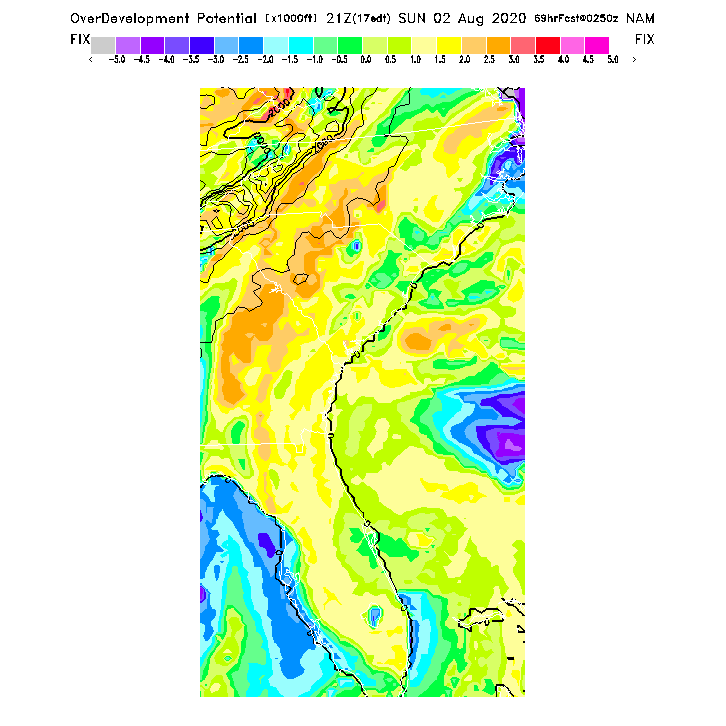 OverDevelopment Potential [x1000ft] 21Z(17edt) SUN 02 Aug 2020 69hrFcst@0250z NAM
FIX FIX
< -5.0 -4.5 -4.0 -3.5 -3.0 -2.5 -2.0 -1.5 -1.0 -0.5 0.0 0.5 1.0 1.5 2.0 2.5 3.0 3.5 4.0 4.5 5.0 >
2000
2000